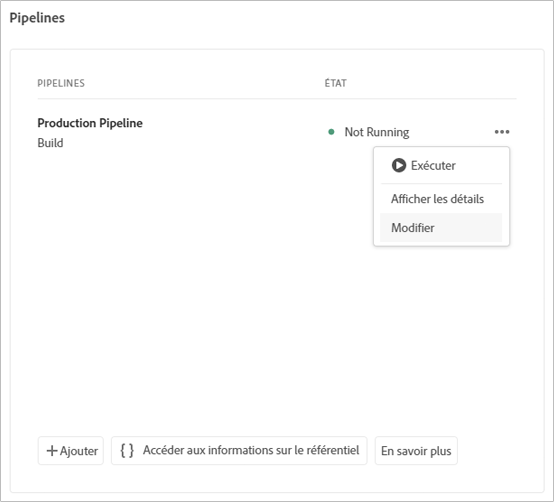 Pipelines
PIPELINES ÉTAT
Production Pipeline
Build
Not Running
Exécuter
Afficher les détails
Modifier
Ajouter
{ } Accéder aux informations sur le référentiel
En savoir plus